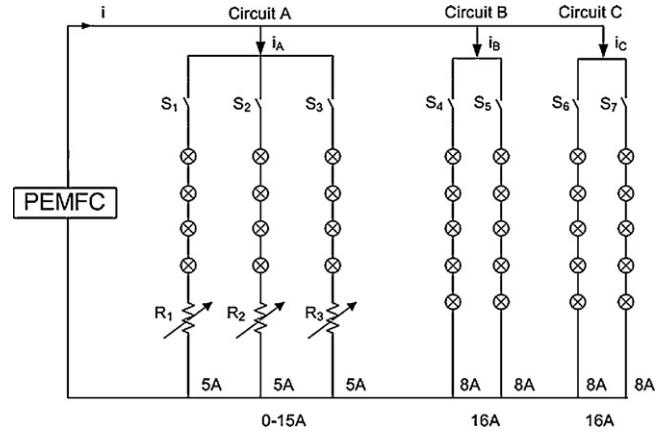 i Circuit A Circuit B Circuit C
iA iB iC
S1 S2 S3 S4 S5 S6 S7
PEMFC
R1 R2 R3
5A 5A 5A 8A 8A 8A 8A
0-15A 16A 16A